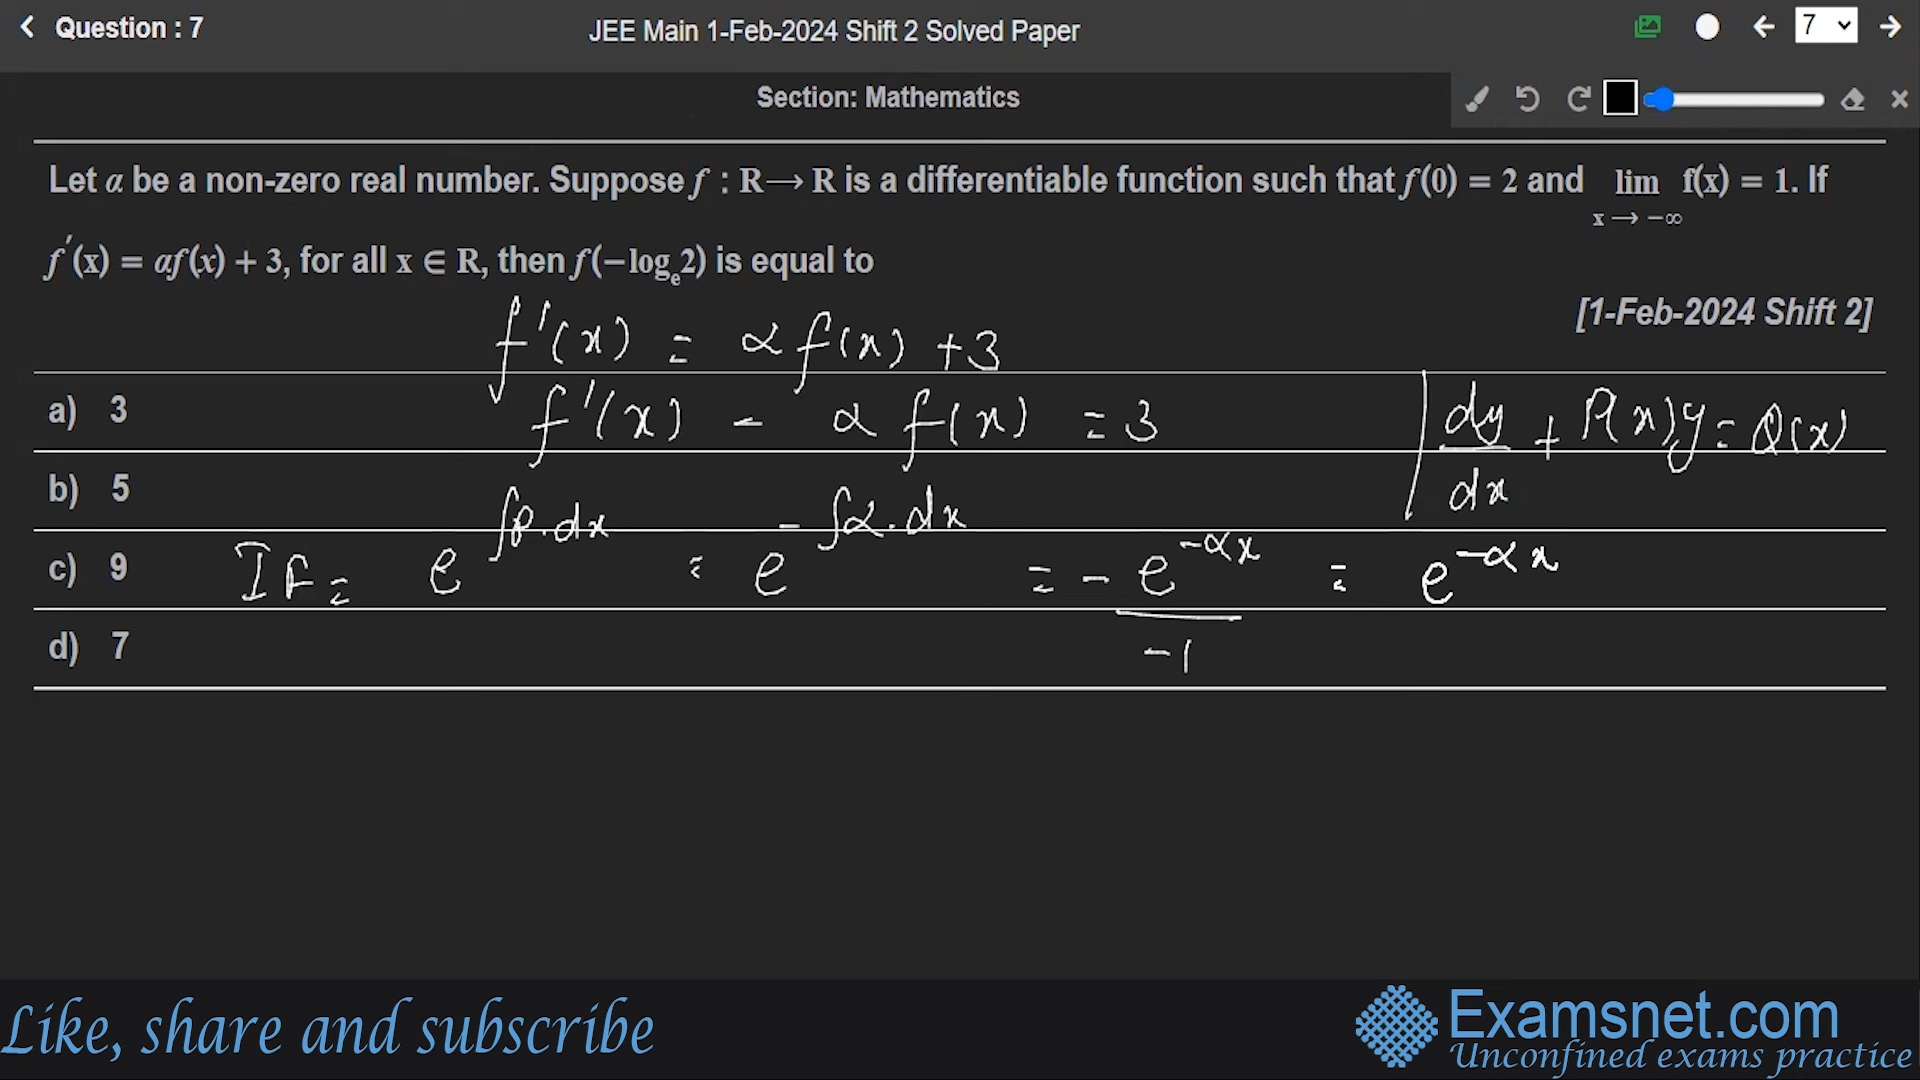 Question : 7
JEE Main 1-Feb-2024 Shift 2 Solved Paper
7
Section: Mathematics
Let α be a non-zero real number. Suppose f : R → R is a differentiable function such that f(0) = 2 and lim x → −∞ f(x) = 1. If
f′(x) = αf(x) + 3, for all x ∈ R, then f(−logₑ2) is equal to
[1-Feb-2024 Shift 2]
f'(x) = αf(x) +3
a) 3
f'(x) - αf(x) = 3
dy/dx + P(x)y = Q(x)
b) 5
c) 9
IF = e^∫P.dx = e^-∫α.dx = -e^-αx/-1 = e^-αx
d) 7
Like, share and subscribe
Examsnet.com
Unconfined exams practice